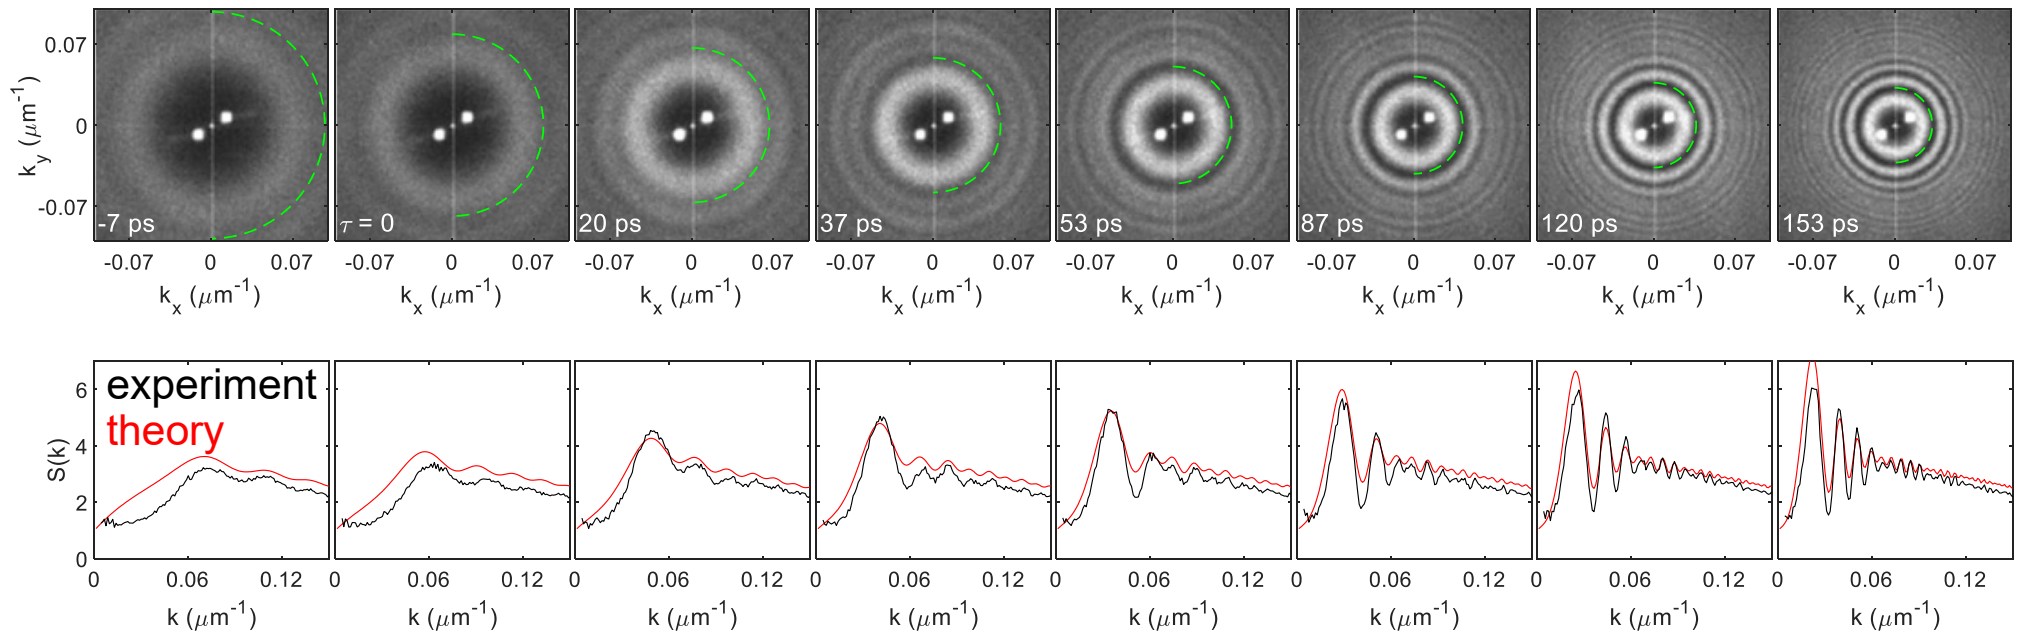 0.07
0
-0.07
k_y (μm^-1)
-7 ps
τ = 0
20 ps
37 ps
53 ps
87 ps
120 ps
153 ps
-0.07 0 0.07
-0.07 0 0.07
-0.07 0 0.07
-0.07 0 0.07
-0.07 0 0.07
-0.07 0 0.07
-0.07 0 0.07
-0.07 0 0.07
k_x (μm^-1)
k_x (μm^-1)
k_x (μm^-1)
k_x (μm^-1)
k_x (μm^-1)
k_x (μm^-1)
k_x (μm^-1)
k_x (μm^-1)
experiment
theory
6
4
2
0
S(k)
0 0.06 0.12
0 0.06 0.12
0 0.06 0.12
0 0.06 0.12
0 0.06 0.12
0 0.06 0.12
0 0.06 0.12
0 0.06 0.12
k (μm^-1)
k (μm^-1)
k (μm^-1)
k (μm^-1)
k (μm^-1)
k (μm^-1)
k (μm^-1)
k (μm^-1)